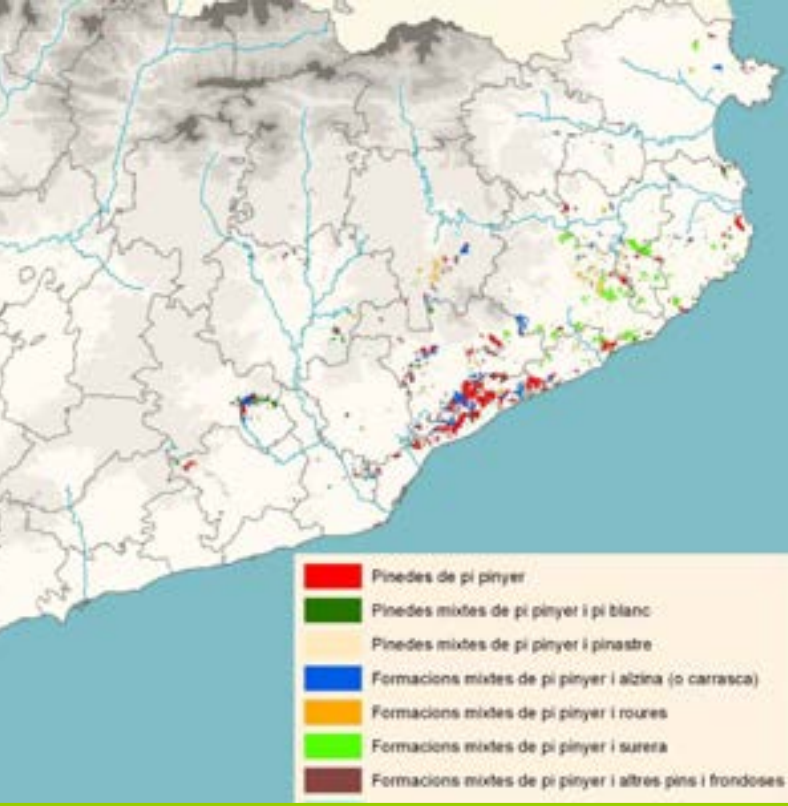 Pinedes de pi pinyer
Pinedes mixtes de pi pinyer i pi blanc
Pinedes mixtes de pi pinyer i pinastre
Formacions mixtes de pi pinyer i alzina (o carrasca)
Formacions mixtes de pi pinyer i roures
Formacions mixtes de pi pinyer i surera
Formacions mixtes de pi pinyer i altres pins i frondoses